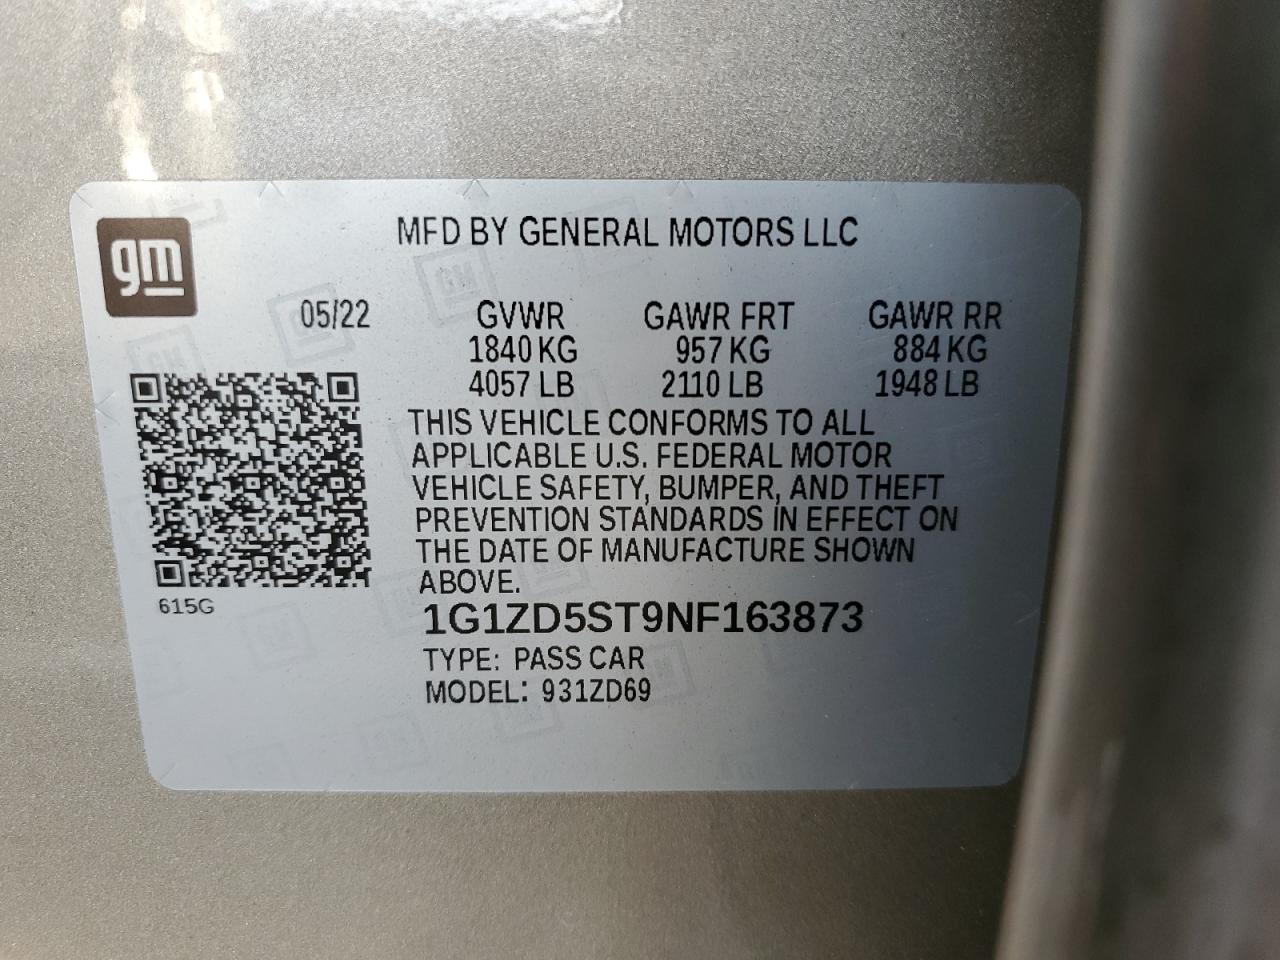 gm
MFD BY GENERAL MOTORS LLC
05/22 GVWR GAWR FRT GAWR RR
1840 KG 957 KG 884 KG
4057 LB 2110 LB 1948 LB
THIS VEHICLE CONFORMS TO ALL
APPLICABLE U.S. FEDERAL MOTOR
VEHICLE SAFETY, BUMPER, AND THEFT
PREVENTION STANDARDS IN EFFECT ON
THE DATE OF MANUFACTURE SHOWN
ABOVE.
615G
1G1ZD5ST9NF163873
TYPE: PASS CAR
MODEL: 931ZD69